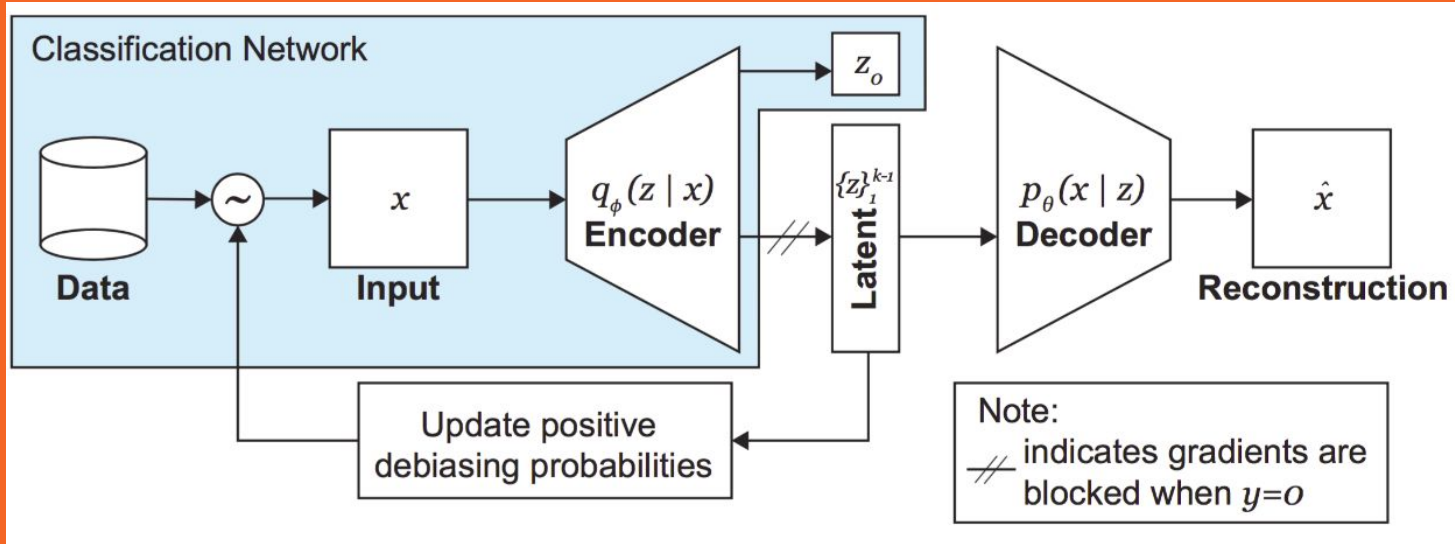 Classification Network
z_o
Data
~
x
Input
q_ϕ(z | x)
Encoder
{z}_1^{k-1}
Latent
p_θ(x | z)
Decoder
x̂
Reconstruction
Update positive
debiasing probabilities
Note:
indicates gradients are
blocked when y=0